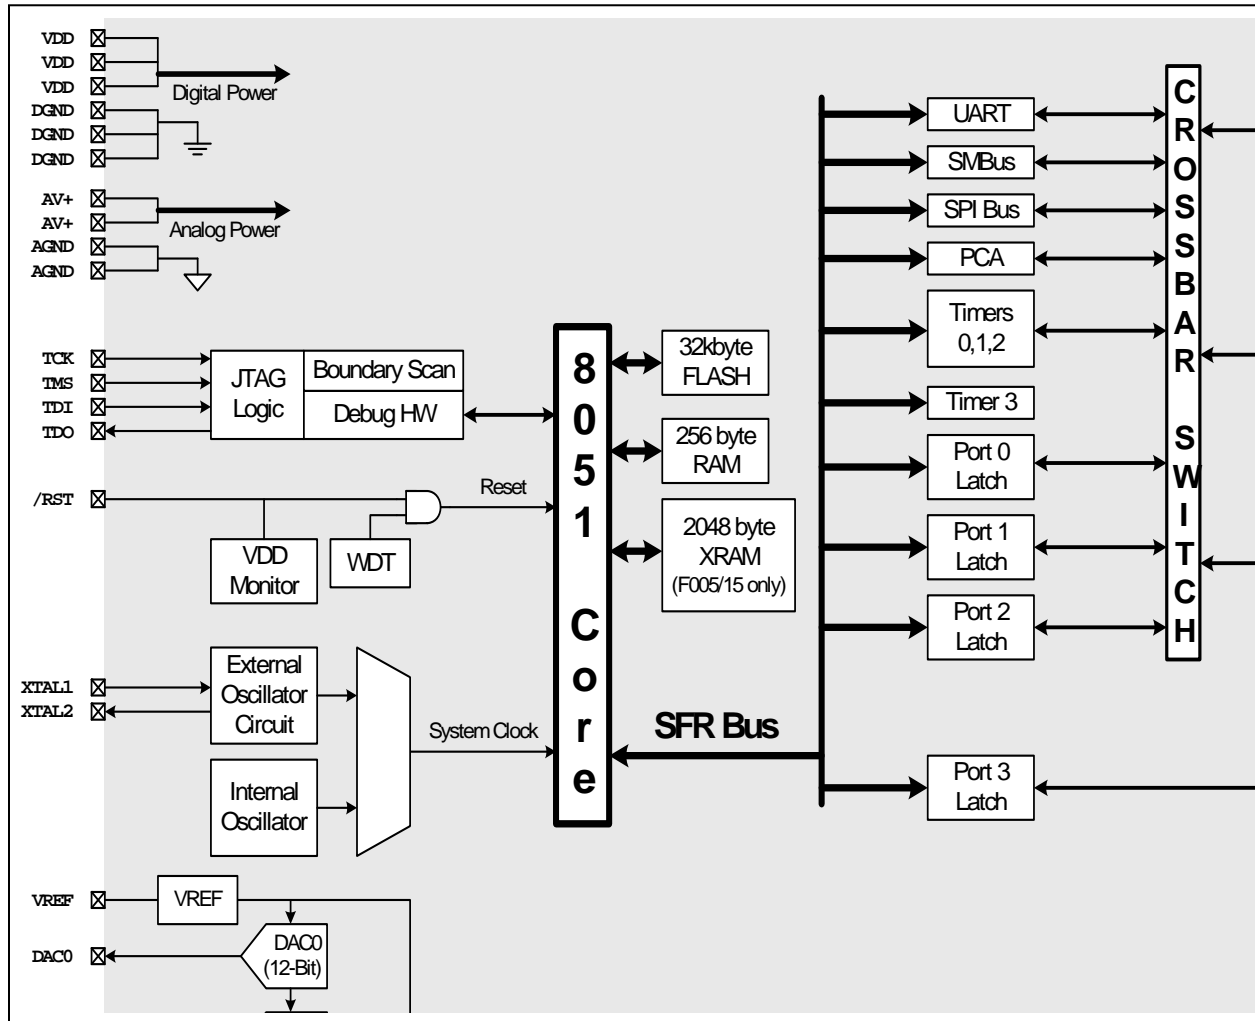 VDD
VDD
VDD
Digital Power
DGND
DGND
DGND
AV+
AV+
Analog Power
AGND
AGND
TCK
TMS
TDI
TDO
JTAG
Logic
Boundary Scan
Debug HW
/RST
Reset
VDD
Monitor
WDT
XTAL1
XTAL2
External
Oscillator
Circuit
System Clock
Internal
Oscillator
VREF
VREF
DAC0
DAC0
(12-Bit)
8051 Core
32kbyte
FLASH
256 byte
RAM
2048 byte
XRAM
(F005/15 only)
SFR Bus
UART
SMBus
SPI Bus
PCA
Timers
0,1,2
Timer 3
Port 0
Latch
Port 1
Latch
Port 2
Latch
Port 3
Latch
CROSSBAR SWITCH